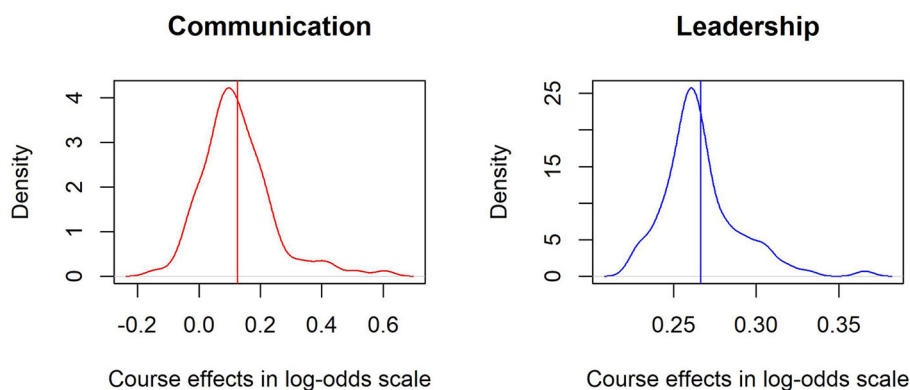 Communication
Leadership
Density
4
3
2
1
0
-0.2 0.0 0.2 0.4 0.6
Course effects in log-odds scale
Density
25
15
5
0
0.25 0.30 0.35
Course effects in log-odds scale